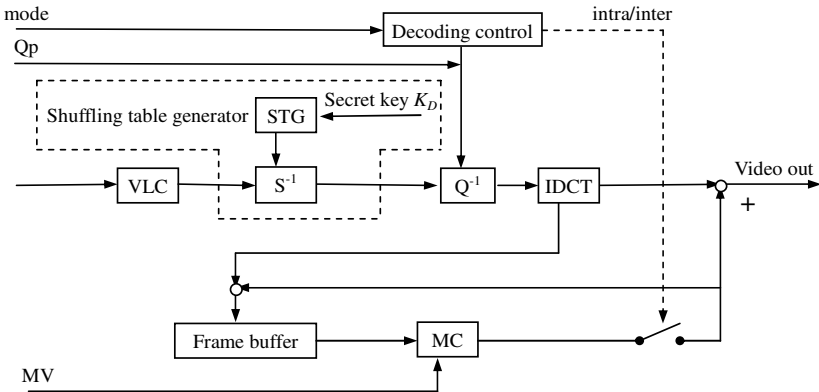 mode
Decoding control
intra/inter
Qp
Shuffling table generator
STG
Secret key K_D
VLC
S⁻¹
Q⁻¹
IDCT
Video out
+
Frame buffer
MC
MV